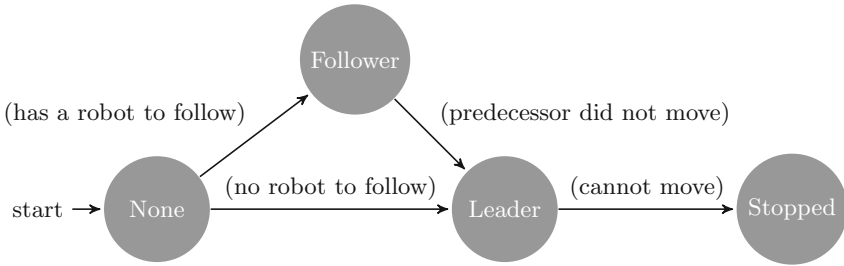 Follower
(has a robot to follow)
(predecessor did not move)
(no robot to follow)
(cannot move)
start
None
Leader
Stopped